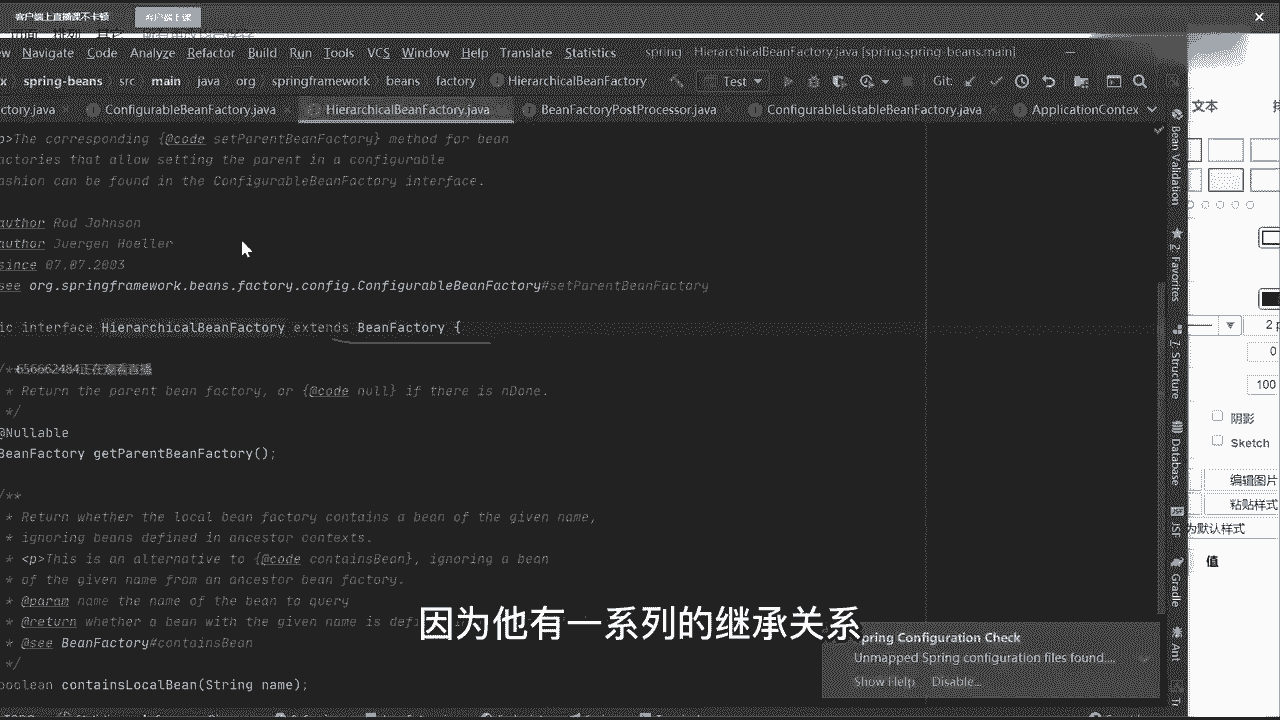 客户端上直播课不卡顿
客户端上课
Navigate Code Analyze Refactor Build Run Tools VCS Window Help Translate Statistics spring HierarchicalBeanFactory.java [spring.spring-beans.main]
spring-beans src main java org springframework beans factory HierarchicalBeanFactory Test Git:
ctory.java ConfigurableBeanFactory.java HierarchicalBeanFactory.java BeanFactoryPostProcessor.java ConfigurableListableBeanFactory.java ApplicationContex
p>The corresponding {@code setParentBeanFactory} method for bean
actories that allow setting the parent in a configurable
ashion can be found in the ConfigurableBeanFactory interface.
author Rod Johnson
author Juergen Hoeller
since 07.07.2003
see org.springframework.beans.factory.config.ConfigurableBeanFactory#setParentBeanFactory
ic interface HierarchicalBeanFactory extends BeanFactory {
/**
656662484正在观看直播
* Return the parent bean factory, or {@code null} if there is nDone.
*/
@Nullable
BeanFactory getParentBeanFactory();
/**
* Return whether the local bean factory contains a bean of the given name,
* ignoring beans defined in ancestor contexts.
* <p>This is an alternative to {@code containsBean}, ignoring a bean
* of the given name from an ancestor bean factory.
* @param name the name of the bean to query
* @return whether a bean with the given name is defi
* @see BeanFactory#containsBean
*/
boolean containsLocalBean(String name);
因为他有一系列的继承关系
Spring Configuration Check
Unmapped Spring configuration files found....
Show Help Disable...
Bean Validation
2: Favorites
Z: Structure
Database
JSF
Gradle
Ant
文本
2 p
0
100
阴影
Sketch
编辑图片
粘贴样式
为默认样式
值